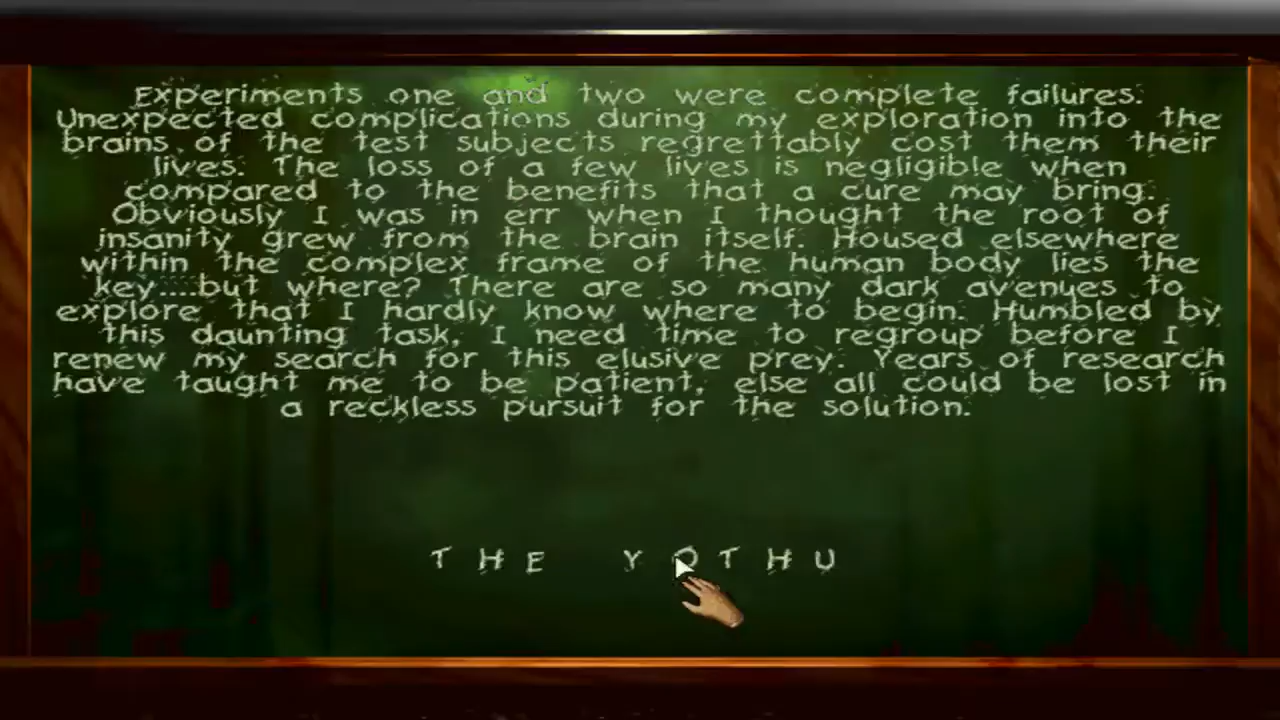 Experiments one and two were complete failures.
Unexpected complications during my exploration into the
brains of the test subjects regrettably cost them their
lives. The loss of a few lives is negligible when
compared to the benefits that a cure may bring.
Obviously I was in err when I thought the root of
insanity grew from the brain itself. Housed elsewhere
within the complex frame of the human body lies the
key....but where? There are so many dark avenues to
explore that I hardly know where to begin. Humbled by
this daunting task, I need time to regroup before I
renew my search for this elusive prey. Years of research
have taught me to be patient, else all could be lost in
a reckless pursuit for the solution.
THE YOTHU